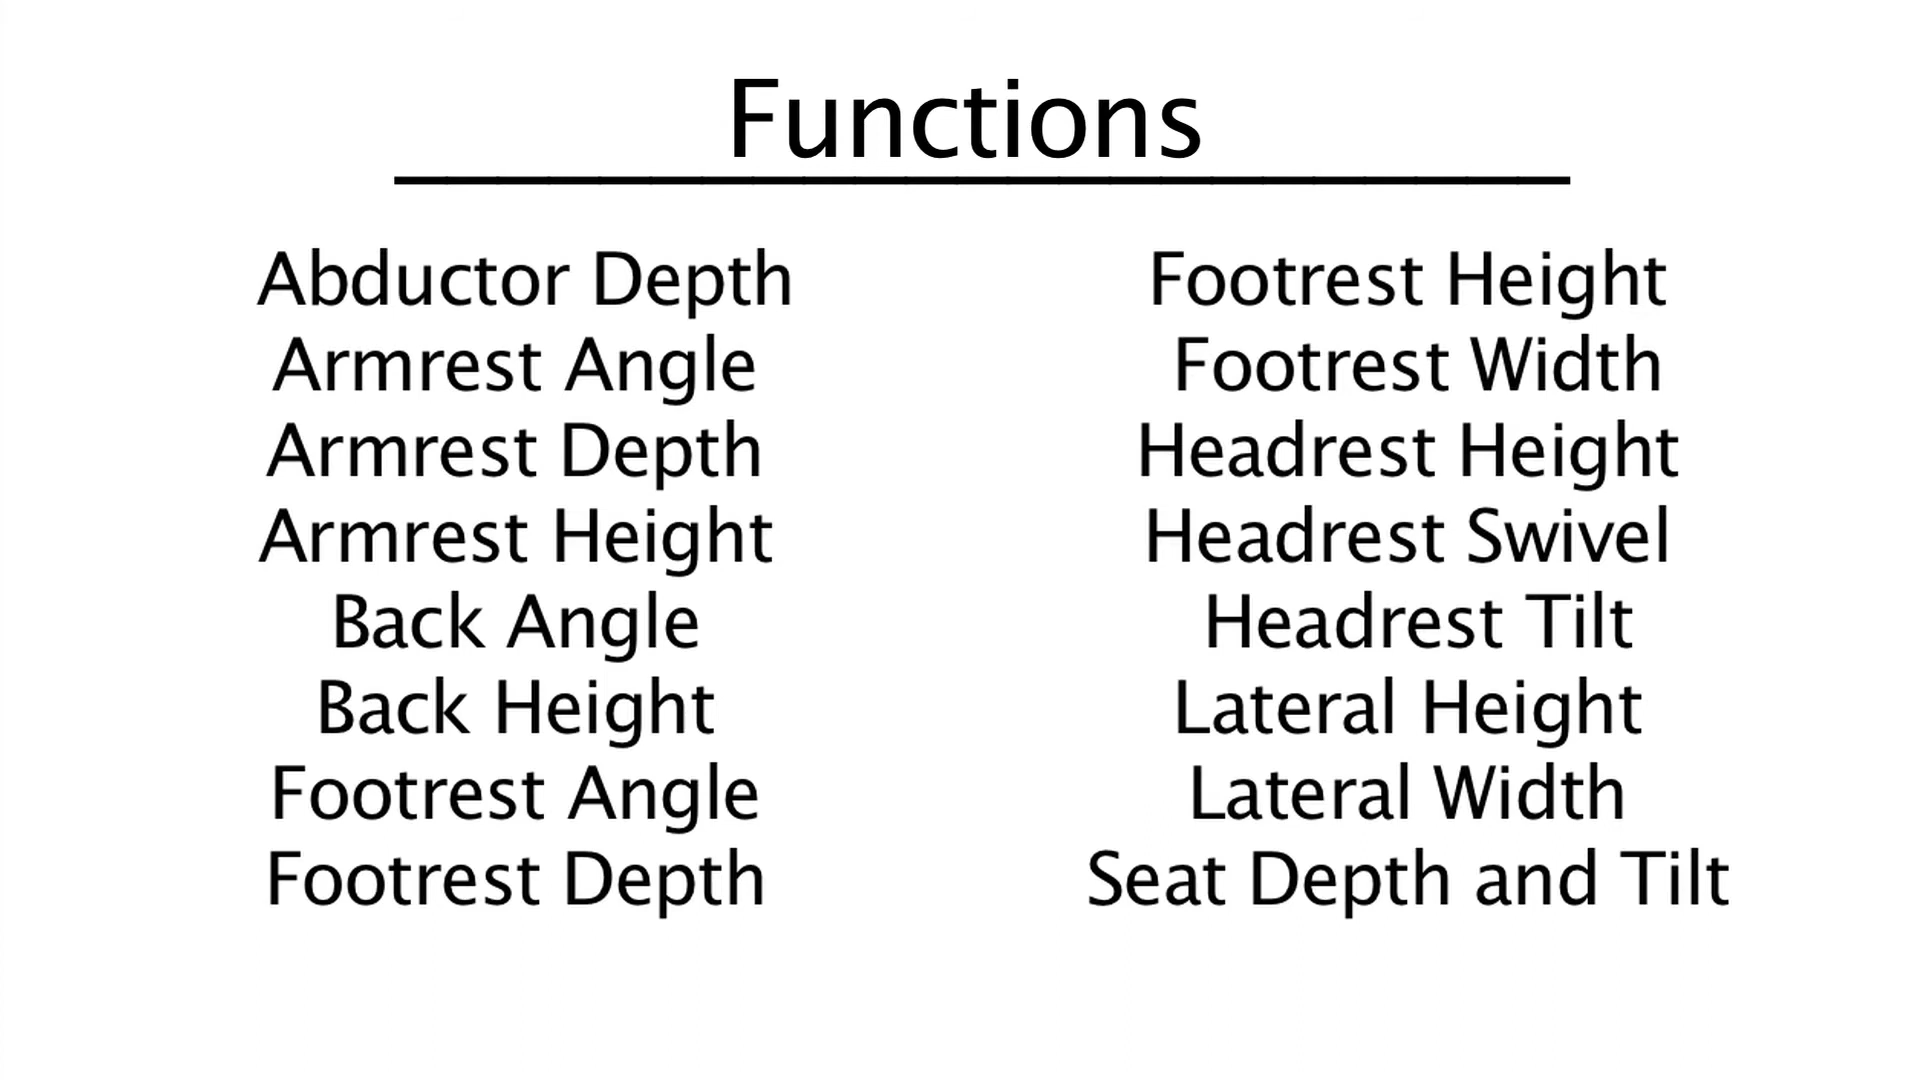 Functions
Abductor Depth
Armrest Angle
Armrest Depth
Armrest Height
Back Angle
Back Height
Footrest Angle
Footrest Depth
Footrest Height
Footrest Width
Headrest Height
Headrest Swivel
Headrest Tilt
Lateral Height
Lateral Width
Seat Depth and Tilt